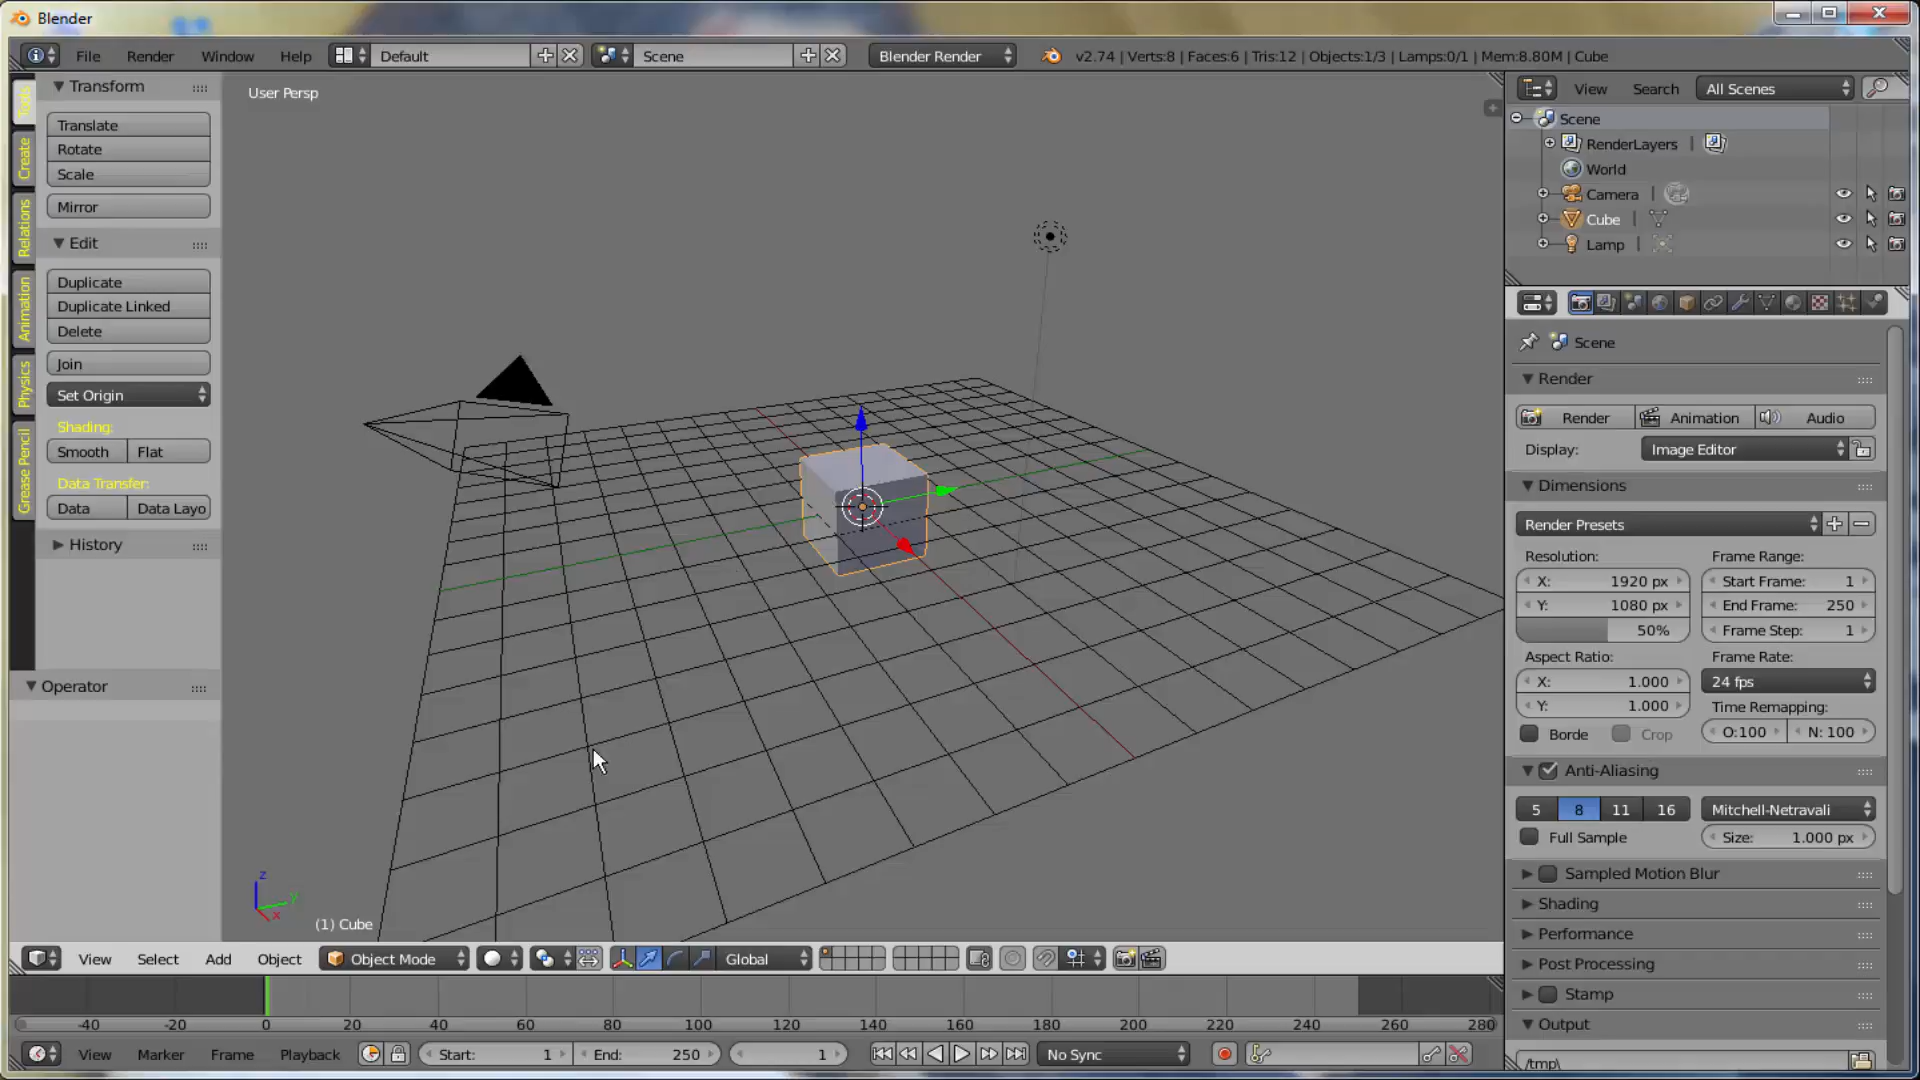 Blender
File Render Window Help Default Scene Blender Render v2.74 | Verts:8 | Faces:6 | Tris:12 | Objects:1/3 | Lamps:0/1 | Mem:8.80M | Cube
Tools
Create
Relations
Animation
Physics
Grease Pencil
Transform
Translate
Rotate
Scale
Mirror
Edit
Duplicate
Duplicate Linked
Delete
Join
Set Origin
Shading:
Smooth Flat
Data Transfer:
Data Data Layo
History
Operator
User Persp
z
y
x
(1) Cube
View Select Add Object Object Mode Global
-40 -20 0 20 40 60 80 100 120 140 160 180 200 220 240 260 280
View Marker Frame Playback Start: 1 End: 250 1 No Sync
View Search All Scenes
Scene
RenderLayers |
World
Camera |
Cube |
Lamp |
Scene
Render
Render Animation Audio
Display: Image Editor
Dimensions
Render Presets
Resolution: Frame Range:
X: 1920 px Start Frame: 1
Y: 1080 px End Frame: 250
50% Frame Step: 1
Aspect Ratio: Frame Rate:
X: 1.000 24 fps
Y: 1.000 Time Remapping:
O:100 N: 100
Borde Crop
Anti-Aliasing
5 8 11 16 Mitchell-Netravali
Full Sample Size: 1.000 px
Sampled Motion Blur
Shading
Performance
Post Processing
Stamp
Output
/tmp\